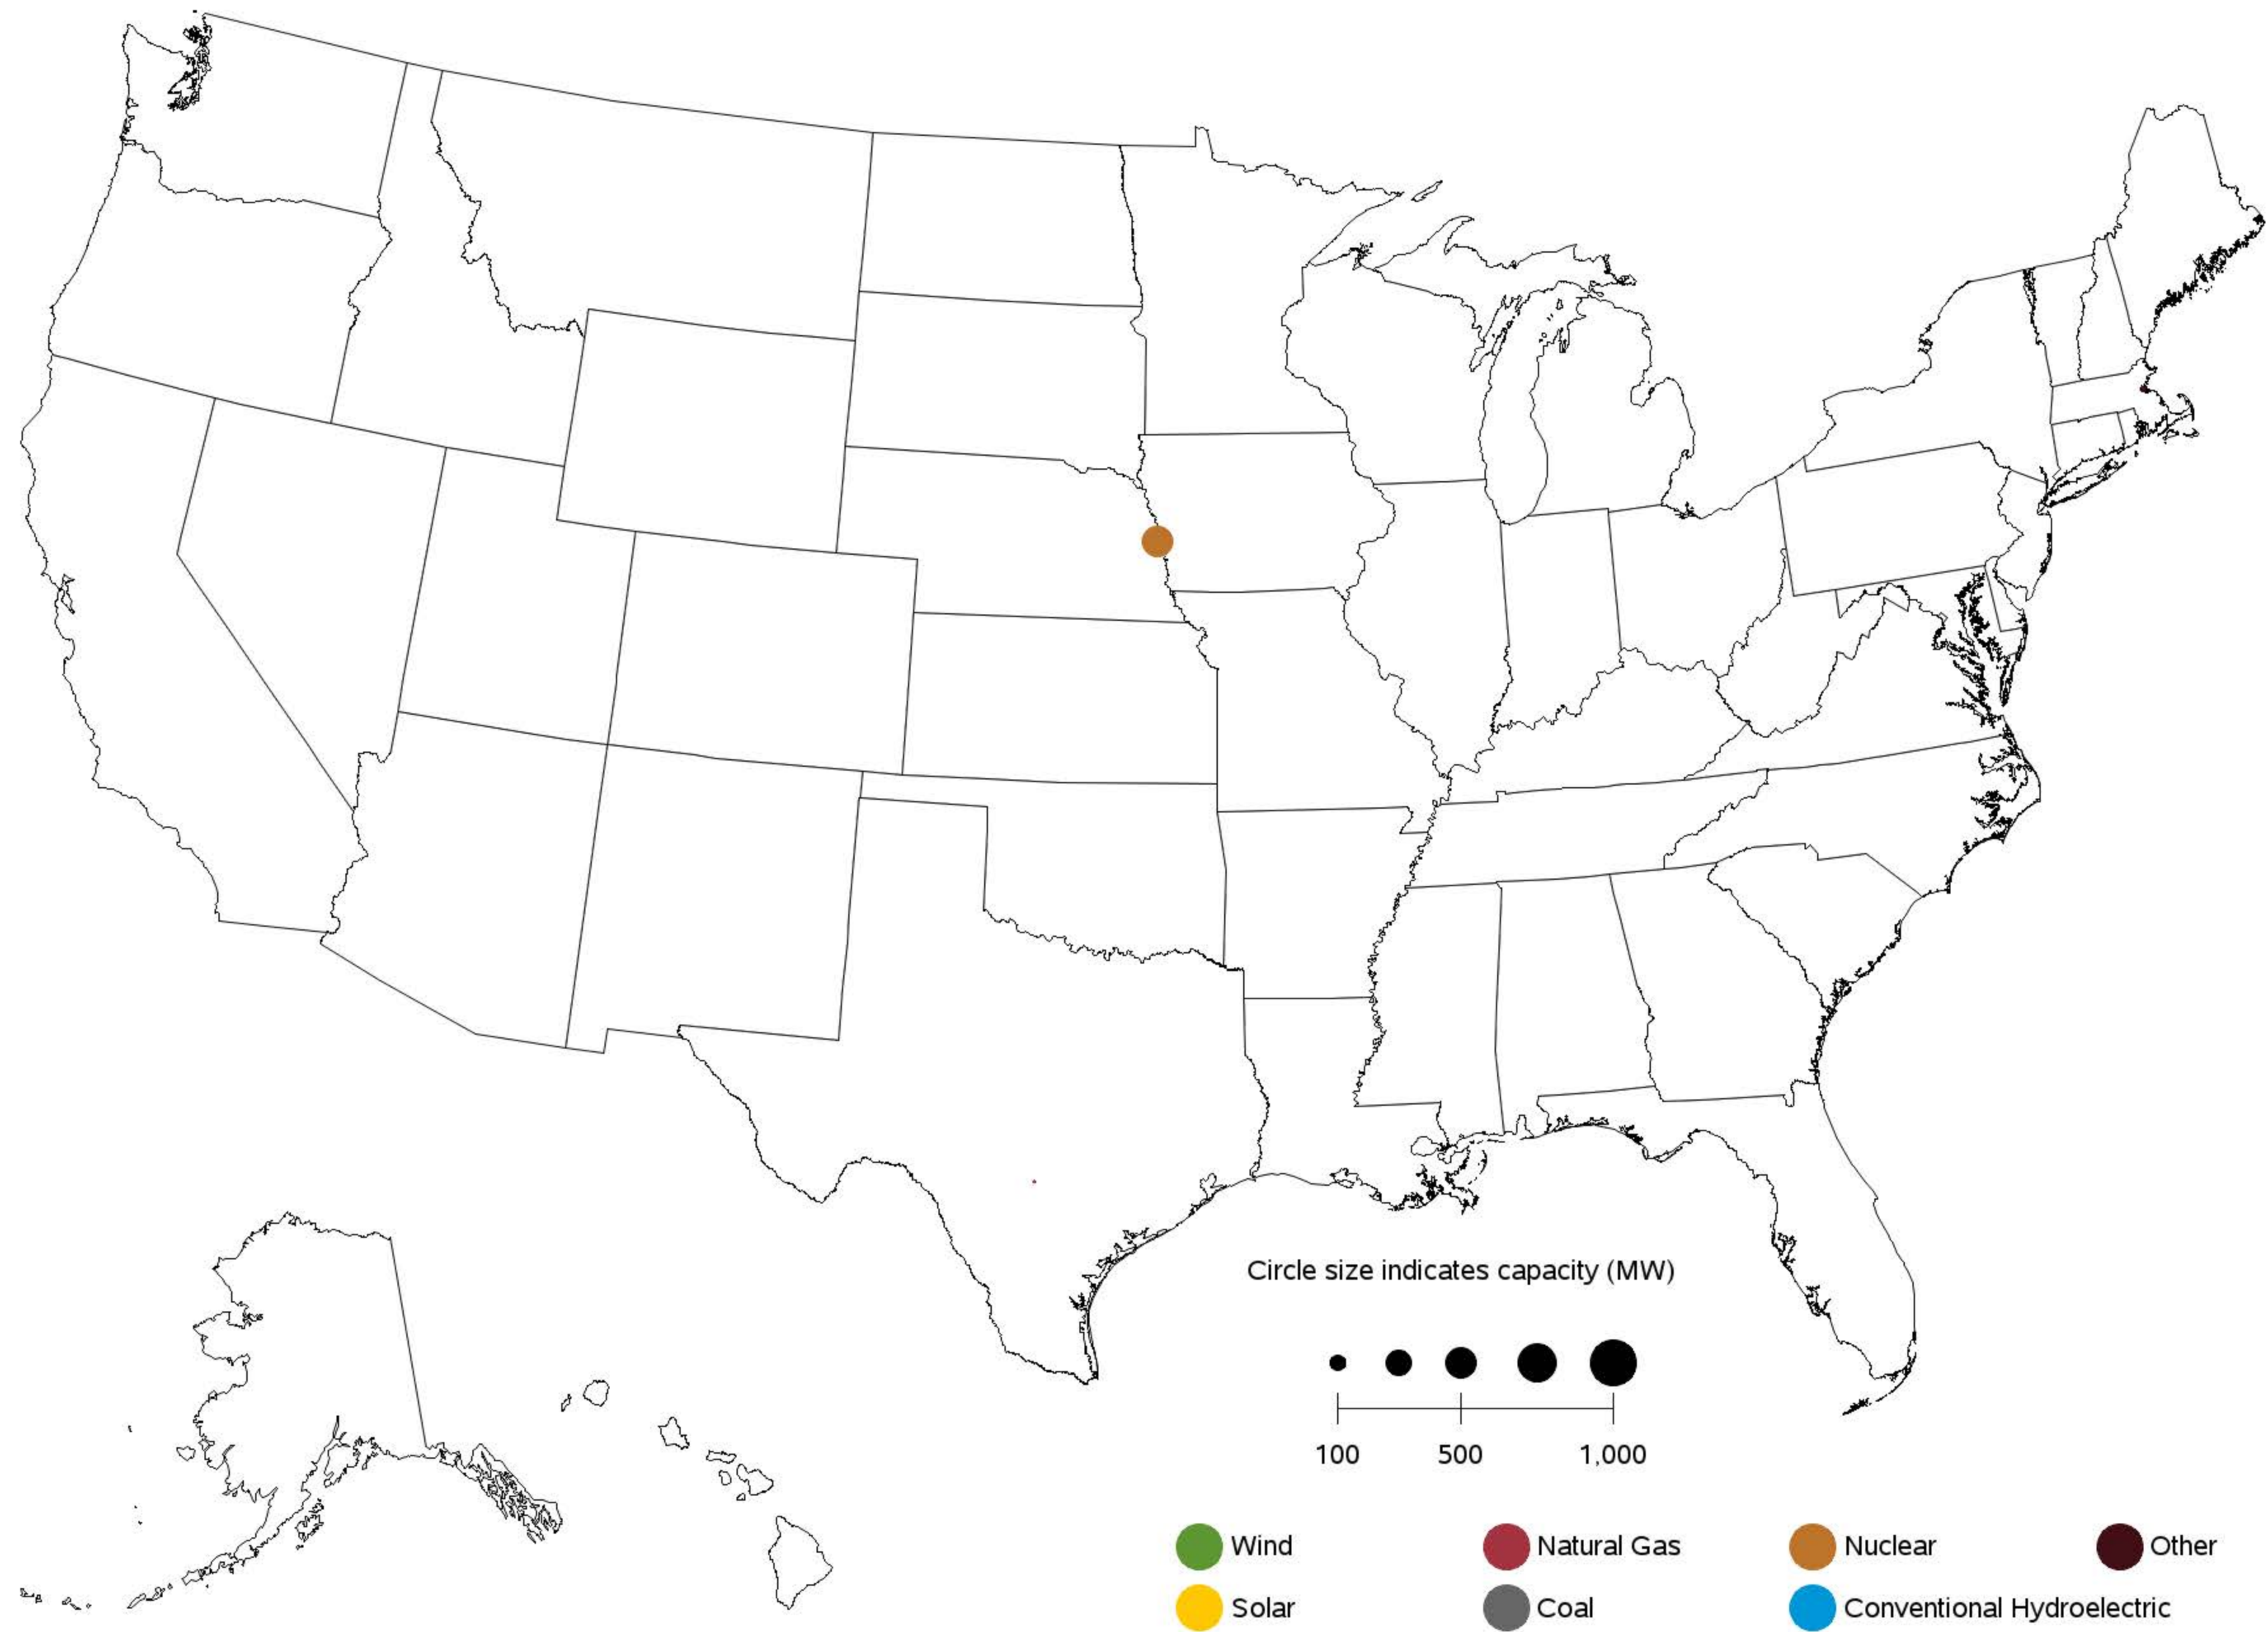 Circle size indicates capacity (MW)
100 500 1,000
Wind Natural Gas Nuclear Other
Solar Coal Conventional Hydroelectric